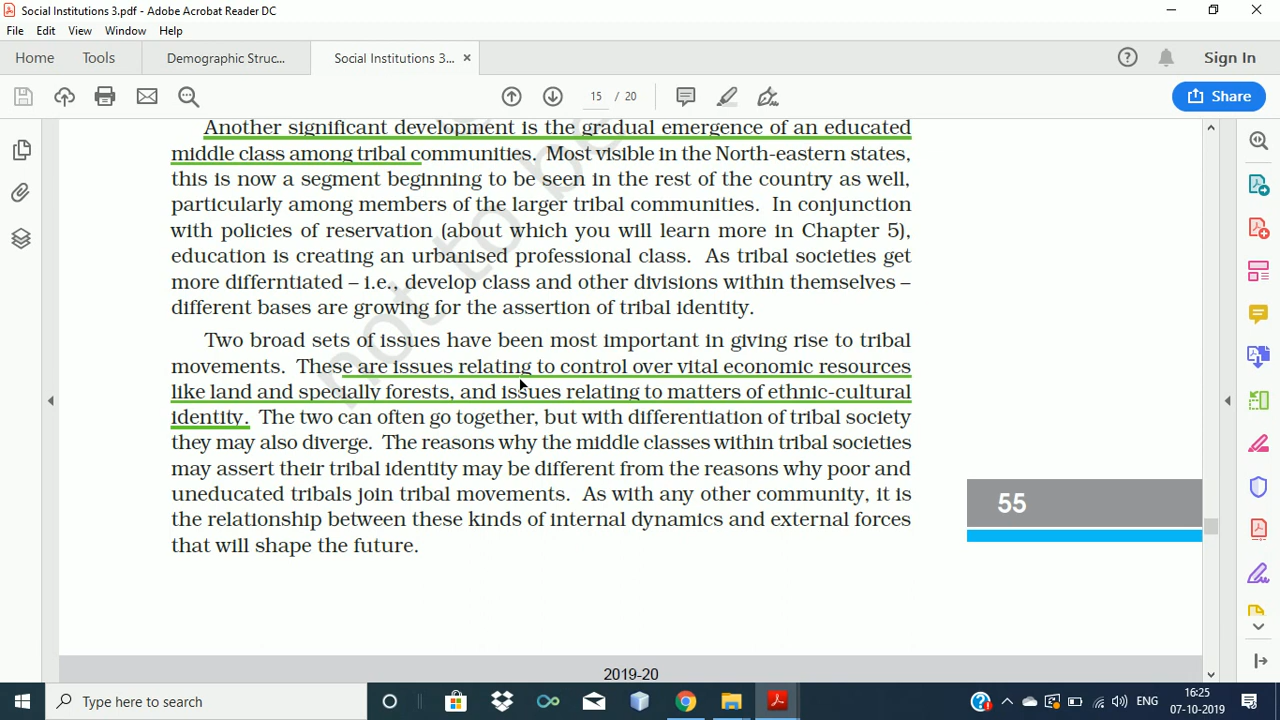 Social Institutions 3.pdf - Adobe Acrobat Reader DC
File Edit View Window Help
Home Tools Demographic Struc... Social Institutions 3... × Sign In
15 / 20 Share
Another significant development is the gradual emergence of an educated
middle class among tribal communities. Most visible in the North-eastern states,
this is now a segment beginning to be seen in the rest of the country as well,
particularly among members of the larger tribal communities. In conjunction
with policies of reservation (about which you will learn more in Chapter 5),
education is creating an urbanised professional class. As tribal societies get
more differntiated – i.e., develop class and other divisions within themselves –
different bases are growing for the assertion of tribal identity.
Two broad sets of issues have been most important in giving rise to tribal
movements. These are issues relating to control over vital economic resources
like land and specially forests, and issues relating to matters of ethnic-cultural
identity. The two can often go together, but with differentiation of tribal society
they may also diverge. The reasons why the middle classes within tribal societies
may assert their tribal identity may be different from the reasons why poor and
uneducated tribals join tribal movements. As with any other community, it is
the relationship between these kinds of internal dynamics and external forces
that will shape the future.
55
not to be
2019-20
Type here to search ENG 16:25
07-10-2019